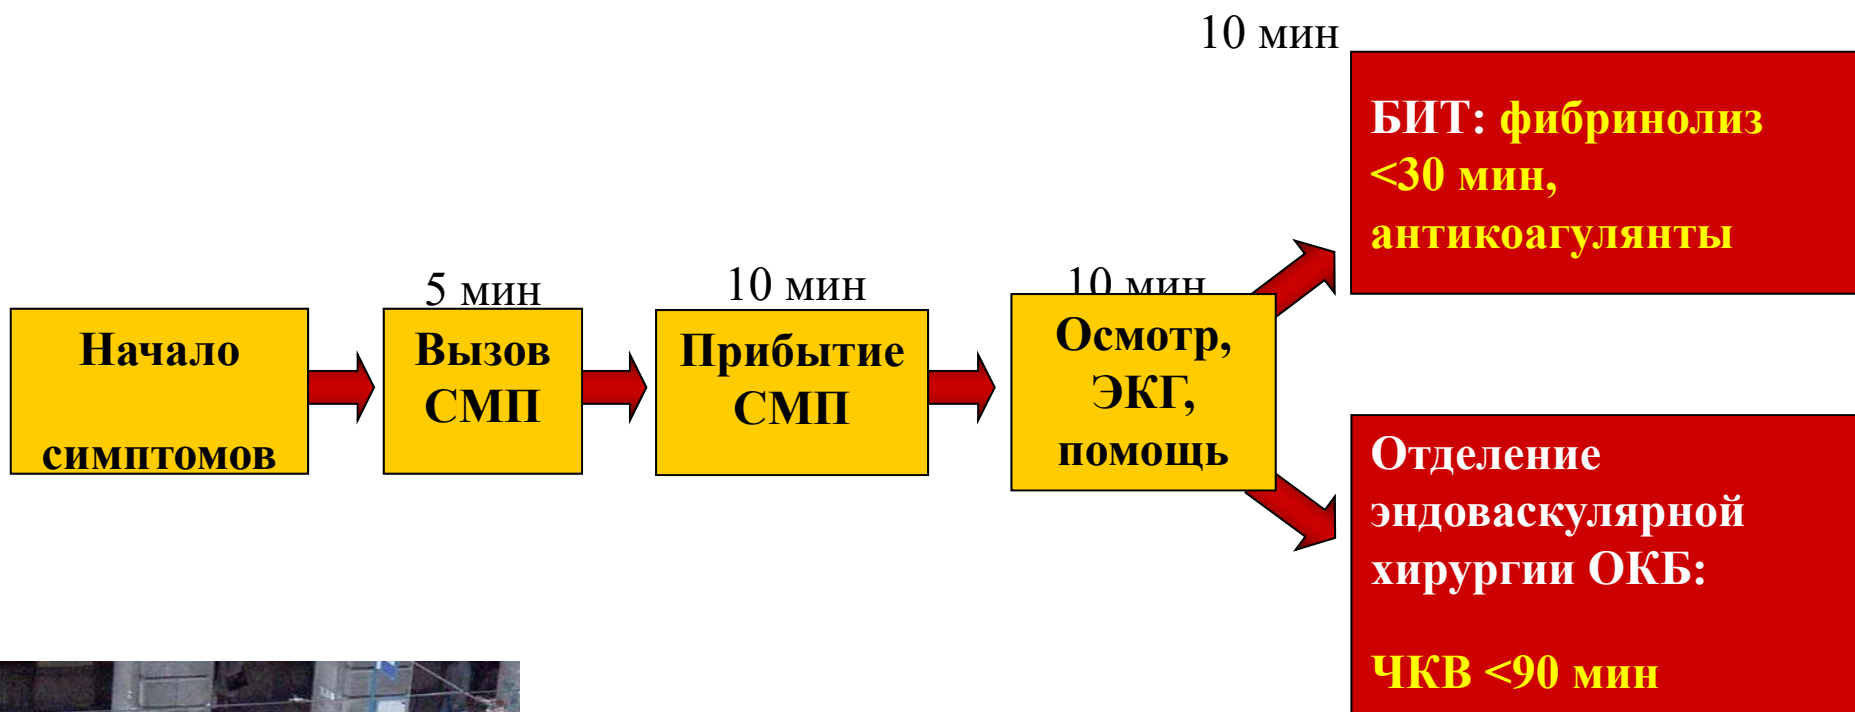 10 мин
БИТ: фибринолиз
<30 мин,
антикоагулянты
5 мин
10 мин
10 мин
Начало
симптомов
Вызов
СМП
Прибытие
СМП
Осмотр,
ЭКГ,
помощь
Отделение
эндоваскулярной
хирургии ОКБ:
ЧКВ <90 мин